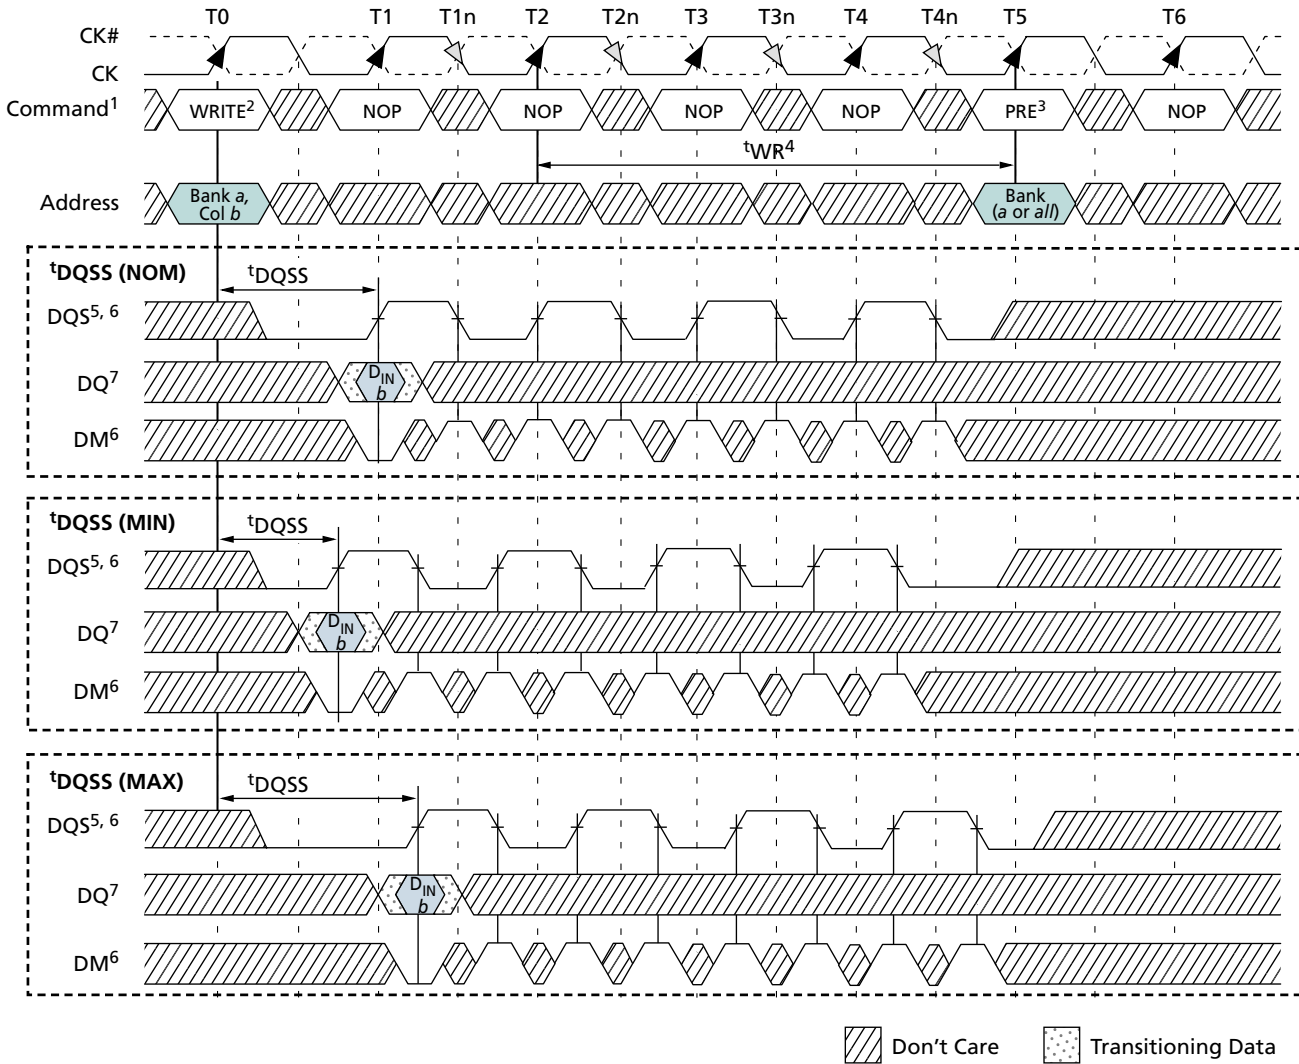 T0 T1 T1n T2 T2n T3 T3n T4 T4n T5 T6
CK#
CK
Command1 WRITE2 NOP NOP NOP NOP PRE3 NOP
tWR4
Address Bank a, Col b Bank (a or all)
tDQSS (NOM) tDQSS
DQS5, 6
DQ7 DIN b
DM6
tDQSS (MIN) tDQSS
DQS5, 6
DQ7 DIN b
DM6
tDQSS (MAX) tDQSS
DQS5, 6
DQ7 DIN b
DM6
Don't Care Transitioning Data